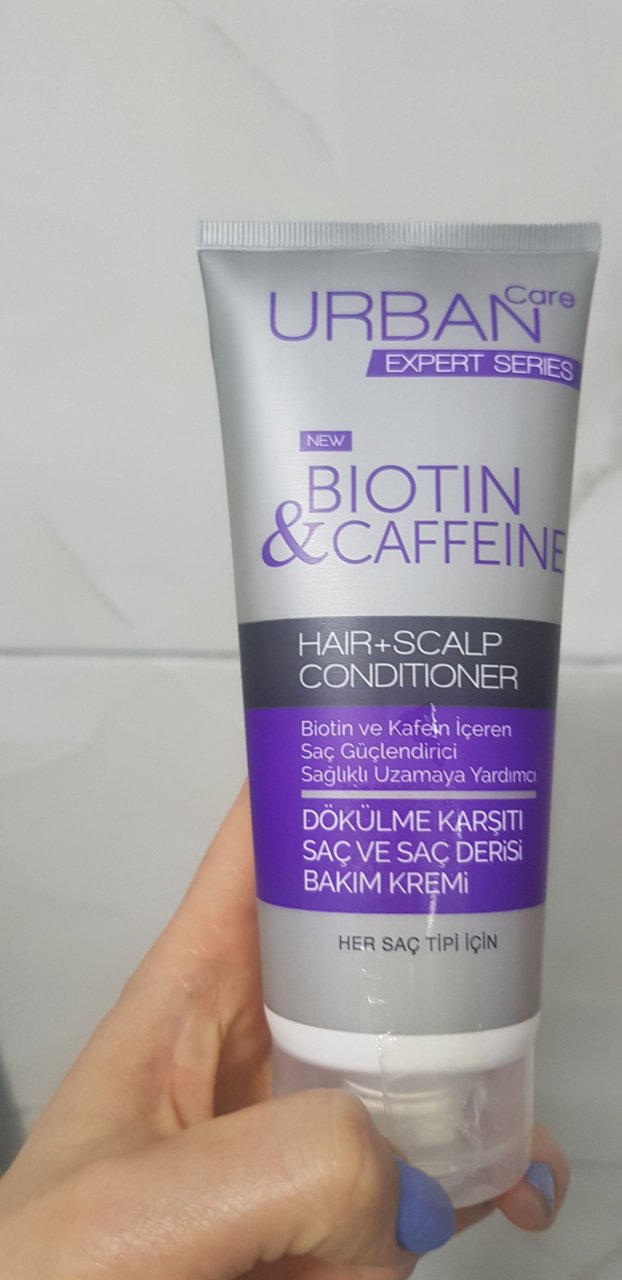 URBAN Care
EXPERT SERIES
NEW
BIOTIN
& CAFFEINE
HAIR+SCALP
CONDITIONER
Biotin ve Kafein İçeren
Saç Güçlendirici
Sağlıklı Uzamaya Yardımcı
DÖKÜLME KARŞITI
SAÇ VE SAÇ DERİSİ
BAKIM KREMİ
HER SAÇ TİPİ İÇİN